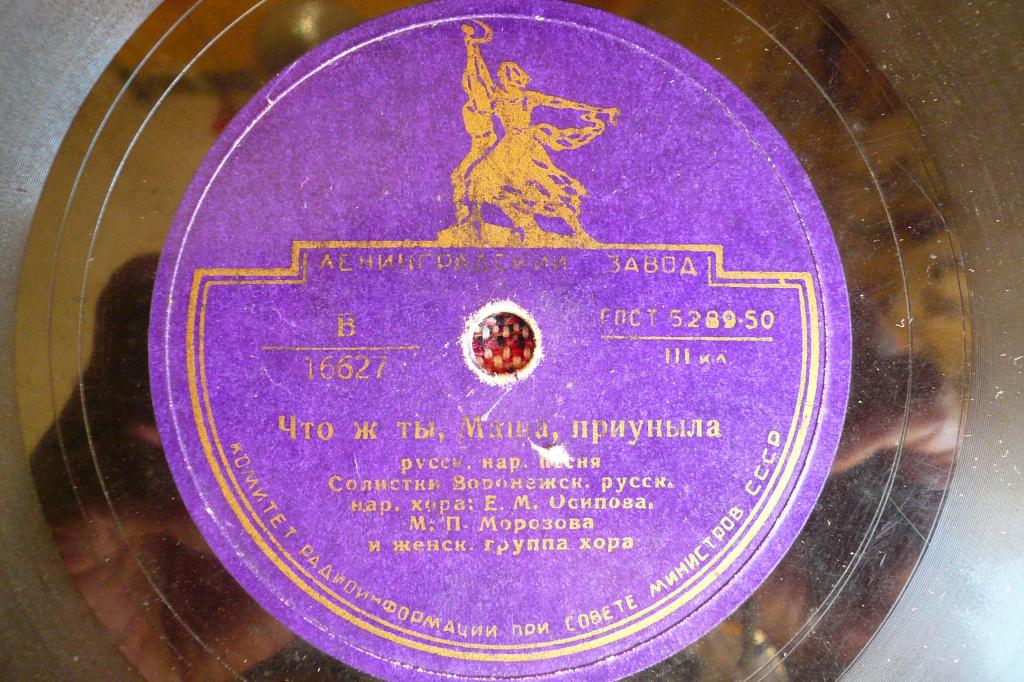 ЛЕНИНГРАДСКИЙ ЗАВОД
В
16627
ГОСТ 5289-50
III кл.
Что ж ты, Маша, приуныла
русск. нар. песня
Солистки Воронежск. русск.
нар. хора: Е. М. Осипова,
М. П. Морозова
и женск. группа хора
КОМИТЕТ РАДИОИНФОРМАЦИИ ПРИ СОВЕТЕ МИНИСТРОВ СССР